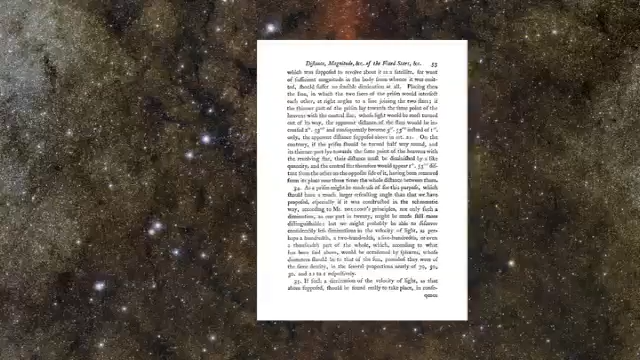 Distance, Magnitude, &c. of the Fixed Stars, &c. 53
which was supposed to revolve about it as a satellite, for want
of sufficient magnitude in the body from whence it was emit-
ted, should suffer no sensible diminution at all. Placing then
the line, in which the two faces of the prism would intersect
each other, at right angles to a line joining the two stars; if
the thinner part of the prism lay towards the same point of the
heavens with the central star, whose light would be most turned
out of its way, the apparent distance of the stars would be in-
creased 2". 53''' and consequently become 3". 53''' instead of 1".
only, the apparent distance supposed above in art. 21. On the
contrary, if the prism should be turned half way round, and
its thinner part lye towards the same point of the heavens with
the revolving star, their distance must be diminished by a like
quantity, and the central star therefore would appear 1". 53''' dis-
tant from the other on the opposite side of it, having been removed
from its place near three times the whole distance between them.
32. As a prism might be made use of for this purpose, which
should have a much larger refracting angle than that we have
proposed, especially if it was constructed in the achromatic
way, according to Mr. DOLLOND's principles, not only such a
diminution, as one part in twenty, might be made still more
distinguishable; but we might probably be able to discover
considerably less diminutions in the velocity of light, as per-
haps a hundredth, a two-hundredth, a five-hundredth, or even
a thousandth part of the whole, which, according to what
has been said above, would be occasioned by spheres, whose
diameters should be to that of the sun, provided they were of
the same density, in the several proportions nearly of 70, 50,
30. and 22 to 1 respectively.
33. If such a diminution of the velocity of light, as that
above supposed, should be found really to take place, in conse-
quence